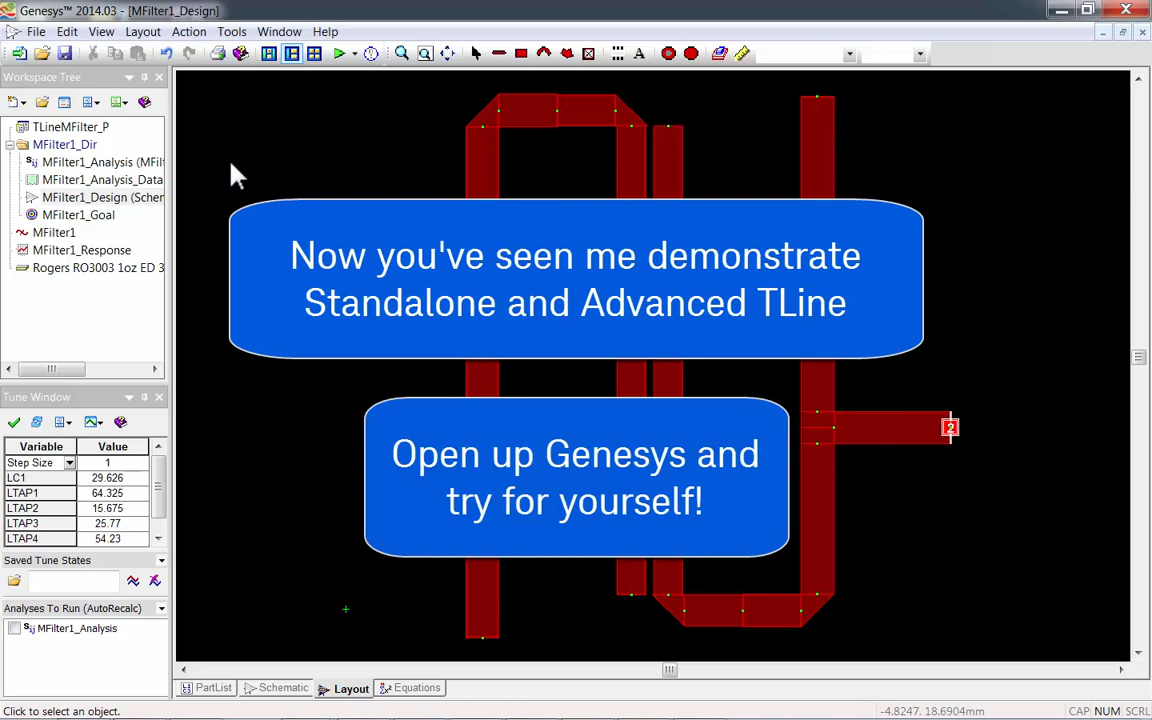 Genesys™ 2014.03 - [MFilter1_Design]
File Edit View Layout Action Tools Window Help
Workspace Tree
TLineMFilter_P
MFilter1_Dir
MFilter1_Analysis (MFil
MFilter1_Analysis_Data
MFilter1_Design (Scher
MFilter1_Goal
MFilter1
MFilter1_Response
Rogers RO3003 1oz ED 3
Now you've seen me demonstrate
Standalone and Advanced TLine
Open up Genesys and
try for yourself!
2
Tune Window
Variable Value
Step Size 1
LC1 29.626
LTAP1 64.325
LTAP2 15.675
LTAP3 25.77
LTAP4 54.23
Saved Tune States
Analyses To Run (AutoRecalc)
MFilter1_Analysis
PartList Schematic Layout Equations
Click to select an object. -4.8247, 18.6904mm CAP NUM SCRL